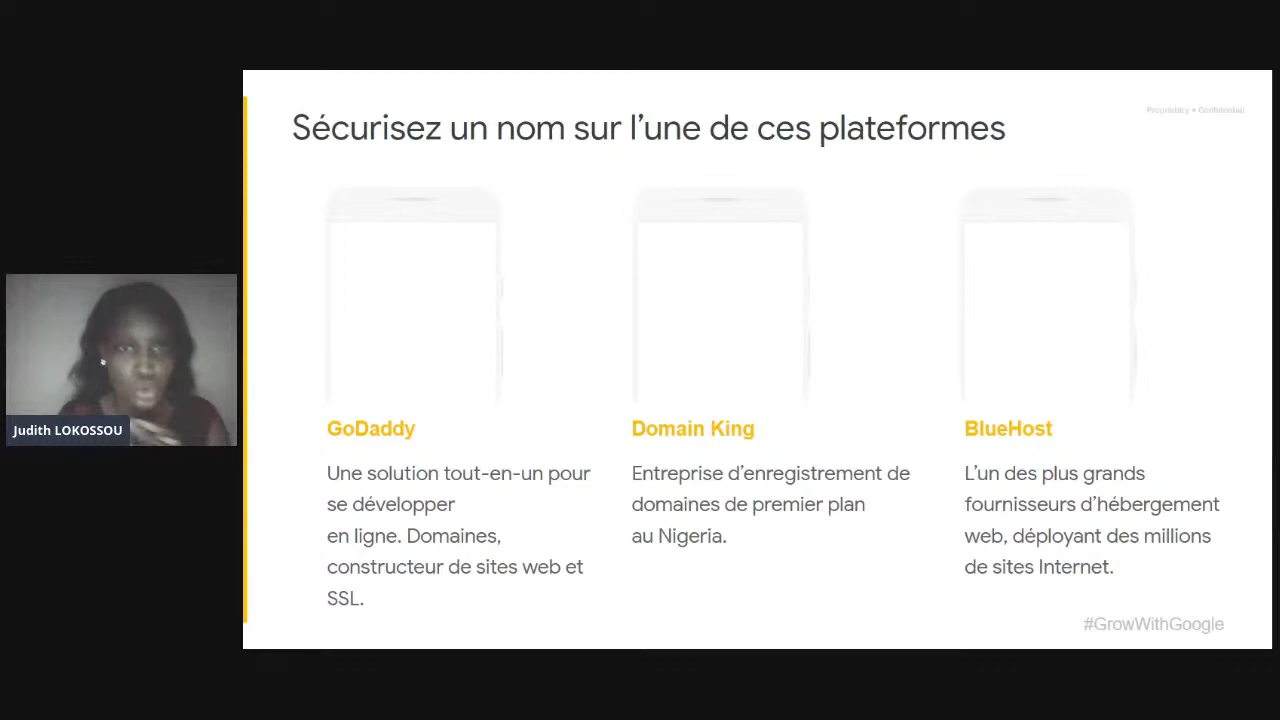 Proprietary + Confidential
Sécurisez un nom sur l’une de ces plateformes
GoDaddy
Une solution tout-en-un pour
se développer
en ligne. Domaines,
constructeur de sites web et
SSL.
Domain King
Entreprise d’enregistrement de
domaines de premier plan
au Nigeria.
BlueHost
L’un des plus grands
fournisseurs d’hébergement
web, déployant des millions
de sites Internet.
#GrowWithGoogle
Judith LOKOSSOU